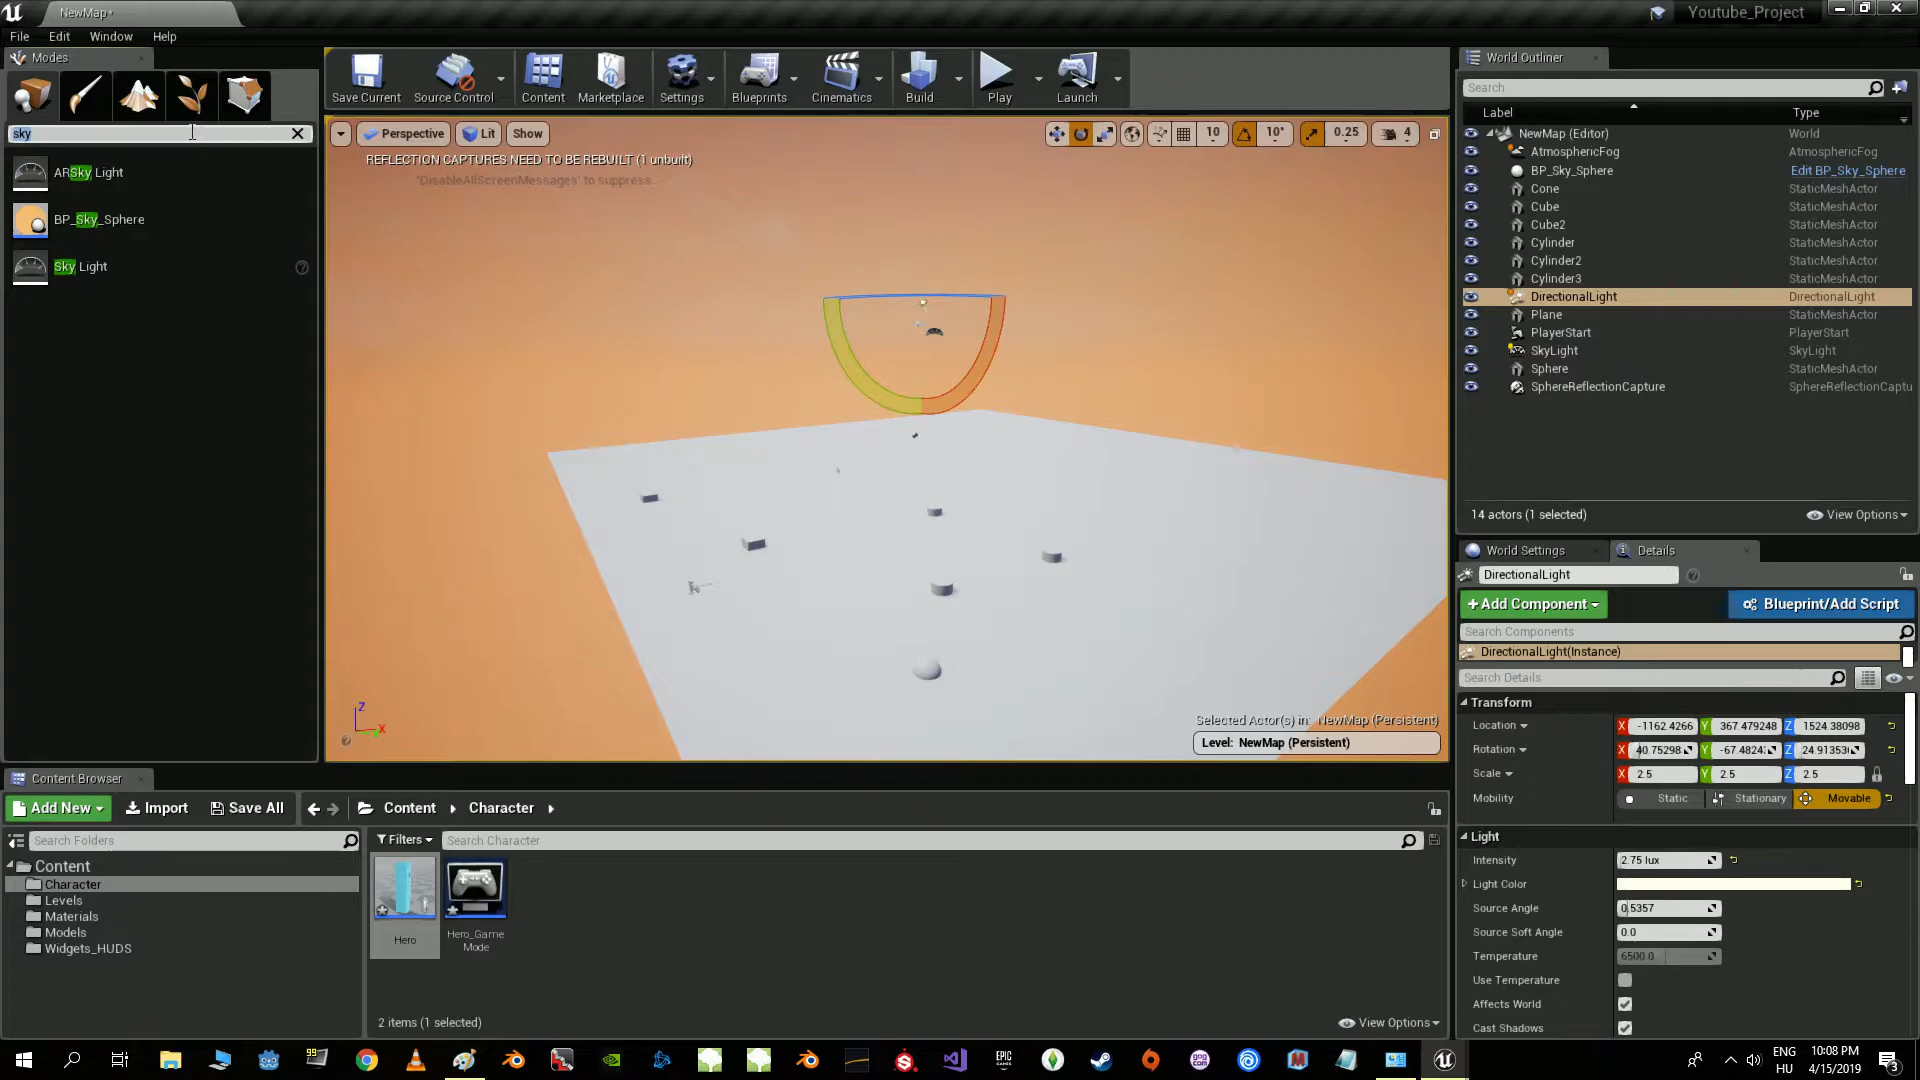 NewMap*
Youtube_Project
File Edit Window Help
Modes
sky
ARSky Light
BP_Sky_Sphere
Sky Light
Save Current
Source Control
Content
Marketplace
Settings
Blueprints
Cinematics
Build
Play
Launch
Perspective
Lit
Show
10
10°
0.25
4
REFLECTION CAPTURES NEED TO BE REBUILT (1 unbuilt)
'DisableAllScreenMessages' to suppress
Z
X
Selected Actor(s) in: NewMap (Persistent)
Level: NewMap (Persistent)
World Outliner
Search
Label Type
NewMap (Editor) World
AtmosphericFog AtmosphericFog
BP_Sky_Sphere Edit BP_Sky_Sphere
Cone StaticMeshActor
Cube StaticMeshActor
Cube2 StaticMeshActor
Cylinder StaticMeshActor
Cylinder2 StaticMeshActor
Cylinder3 StaticMeshActor
DirectionalLight DirectionalLight
Plane StaticMeshActor
PlayerStart PlayerStart
SkyLight SkyLight
Sphere StaticMeshActor
SphereReflectionCapture SphereReflectionCaptu
14 actors (1 selected) View Options
World Settings Details
DirectionalLight
+Add Component Blueprint/Add Script
Search Components
DirectionalLight(Instance)
Search Details
Transform
Location X -1162.4266 Y 367.479248 Z 1524.38098
Rotation X 40.75298 Y -67.4824 Z 24.91353
Scale X 2.5 Y 2.5 Z 2.5
Mobility Static Stationary Movable
Light
Intensity 2.75 lux
Light Color
Source Angle 0.5357
Source Soft Angle 0.0
Temperature 6500.0
Use Temperature
Affects World
Cast Shadows
Content Browser
Add New Import Save All Content Character
Search Folders
Filters Search Character
Content
Character
Levels
Materials
Models
Widgets_HUDS
Hero
Hero_Game
Mode
2 items (1 selected) View Options
ENG
HU
10:08 PM
4/15/2019
3